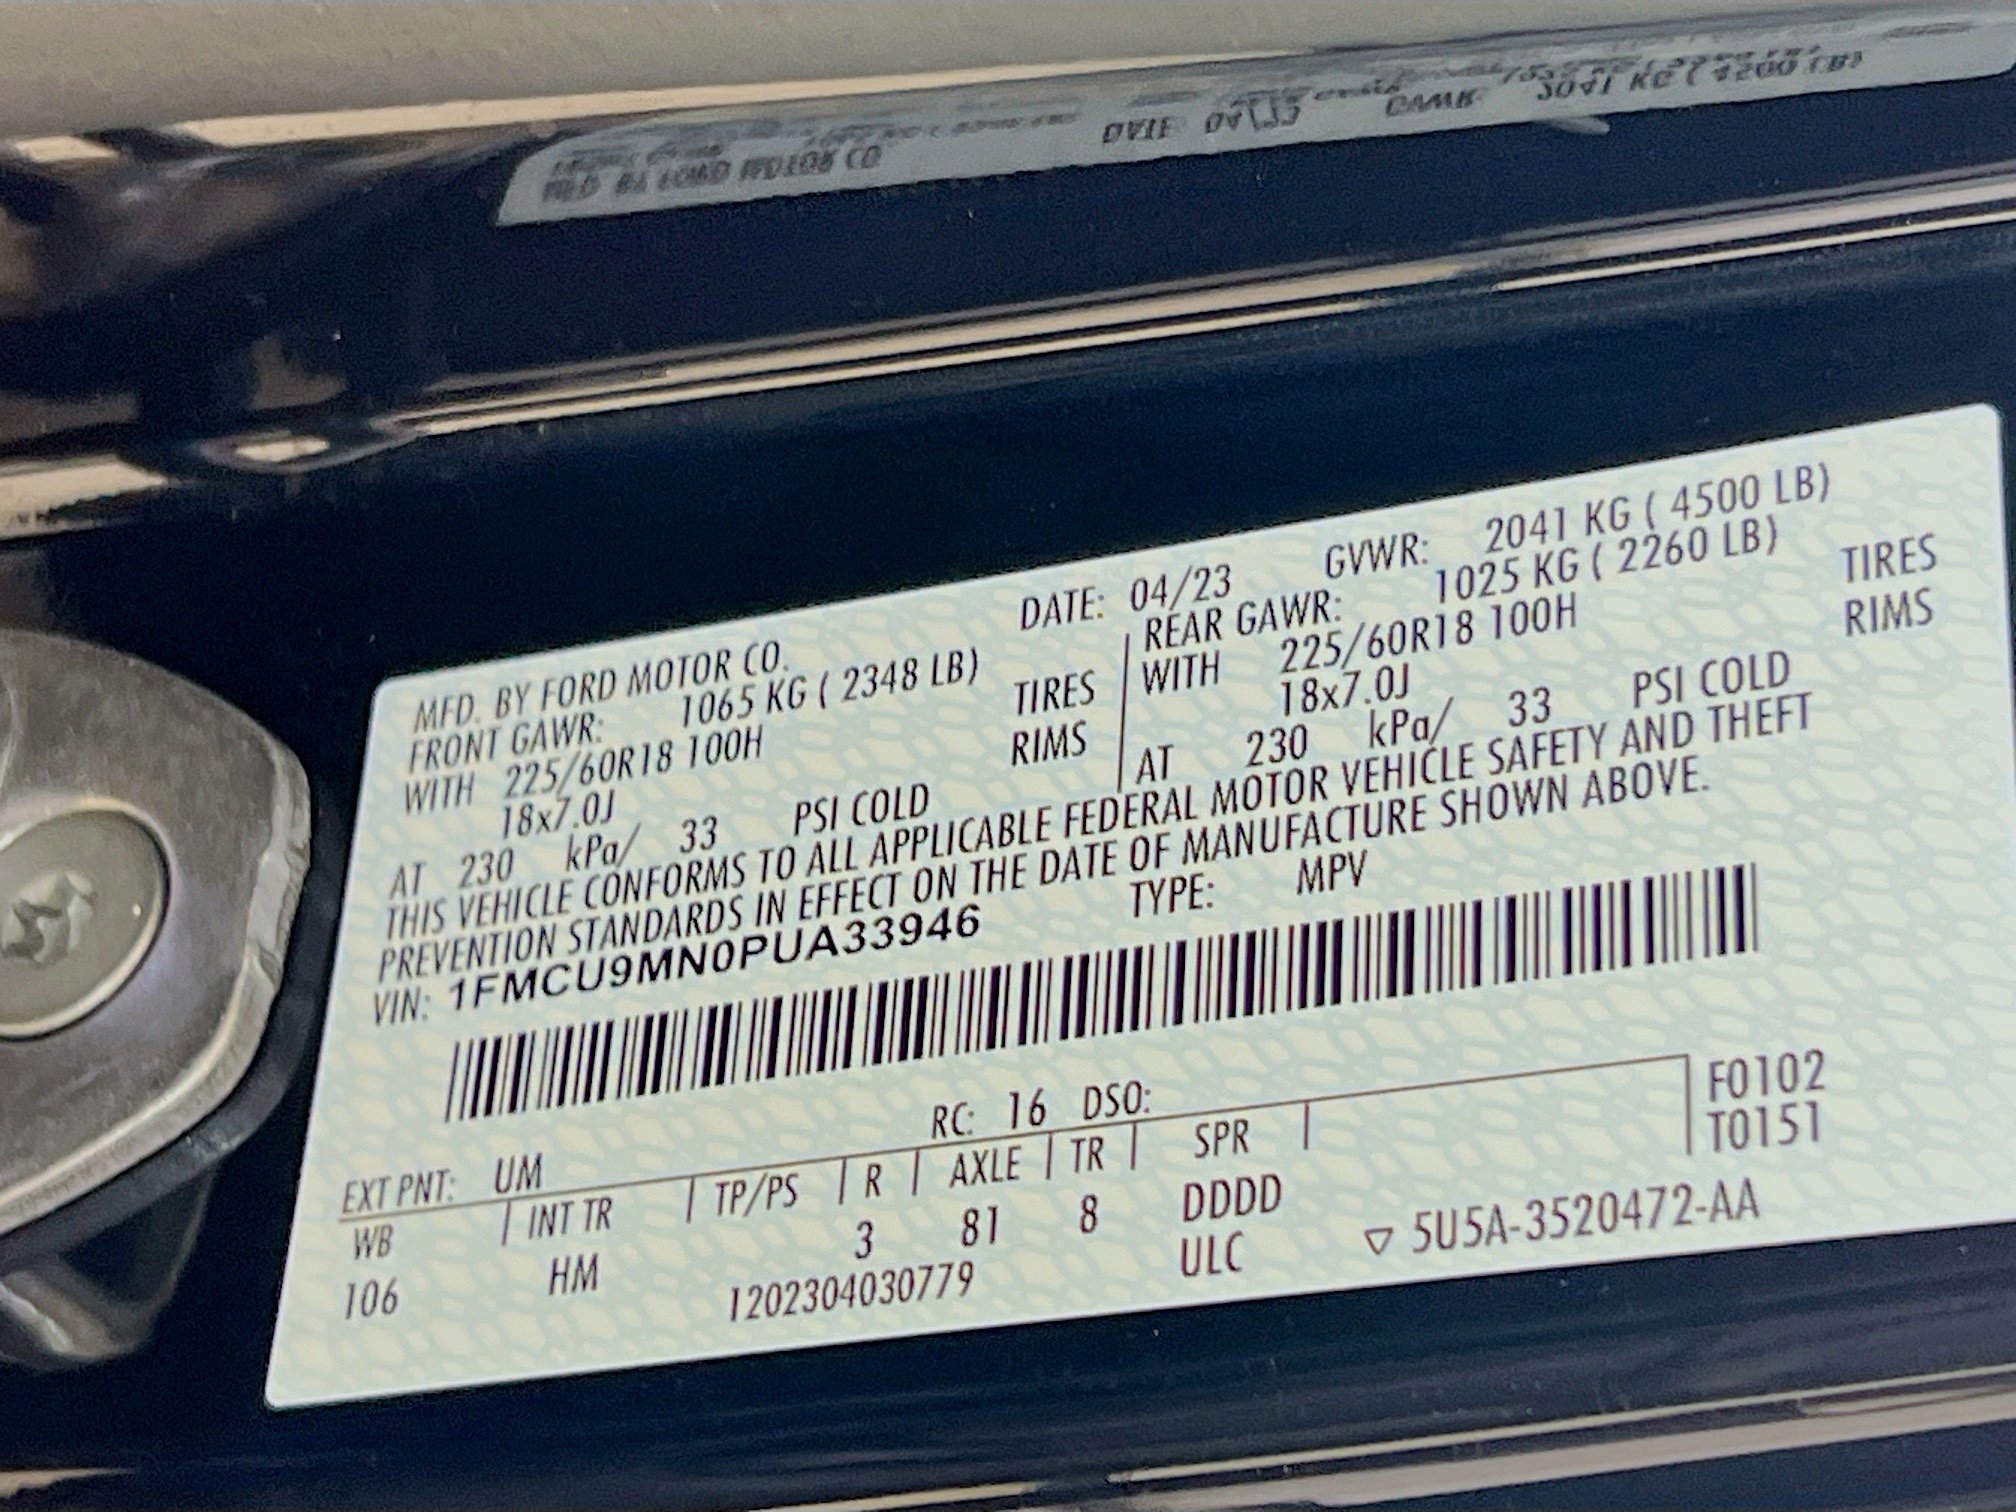 MFD. BY FORD MOTOR CO.
DATE: 04/23 GVWR: 2041 KG ( 4500 LB)
FRONT GAWR: 1065 KG ( 2348 LB)
WITH 225/60R18 100H TIRES
18x7.0J RIMS
AT 230 kPa/ 33 PSI COLD
REAR GAWR: 1025 KG ( 2260 LB)
WITH 225/60R18 100H TIRES
18x7.0J RIMS
AT 230 kPa/ 33 PSI COLD
THIS VEHICLE CONFORMS TO ALL APPLICABLE FEDERAL MOTOR VEHICLE SAFETY AND THEFT
PREVENTION STANDARDS IN EFFECT ON THE DATE OF MANUFACTURE SHOWN ABOVE.
VIN: 1FMCU9MN0PUA33946 TYPE: MPV
F0102
T0151
EXT PNT: UM RC: 16 DSO:
WB INT TR TP/PS R AXLE TR SPR
106 HM 3 81 8 DDDD
1202304030779 ULC ▽ 5U5A-3520472-AA